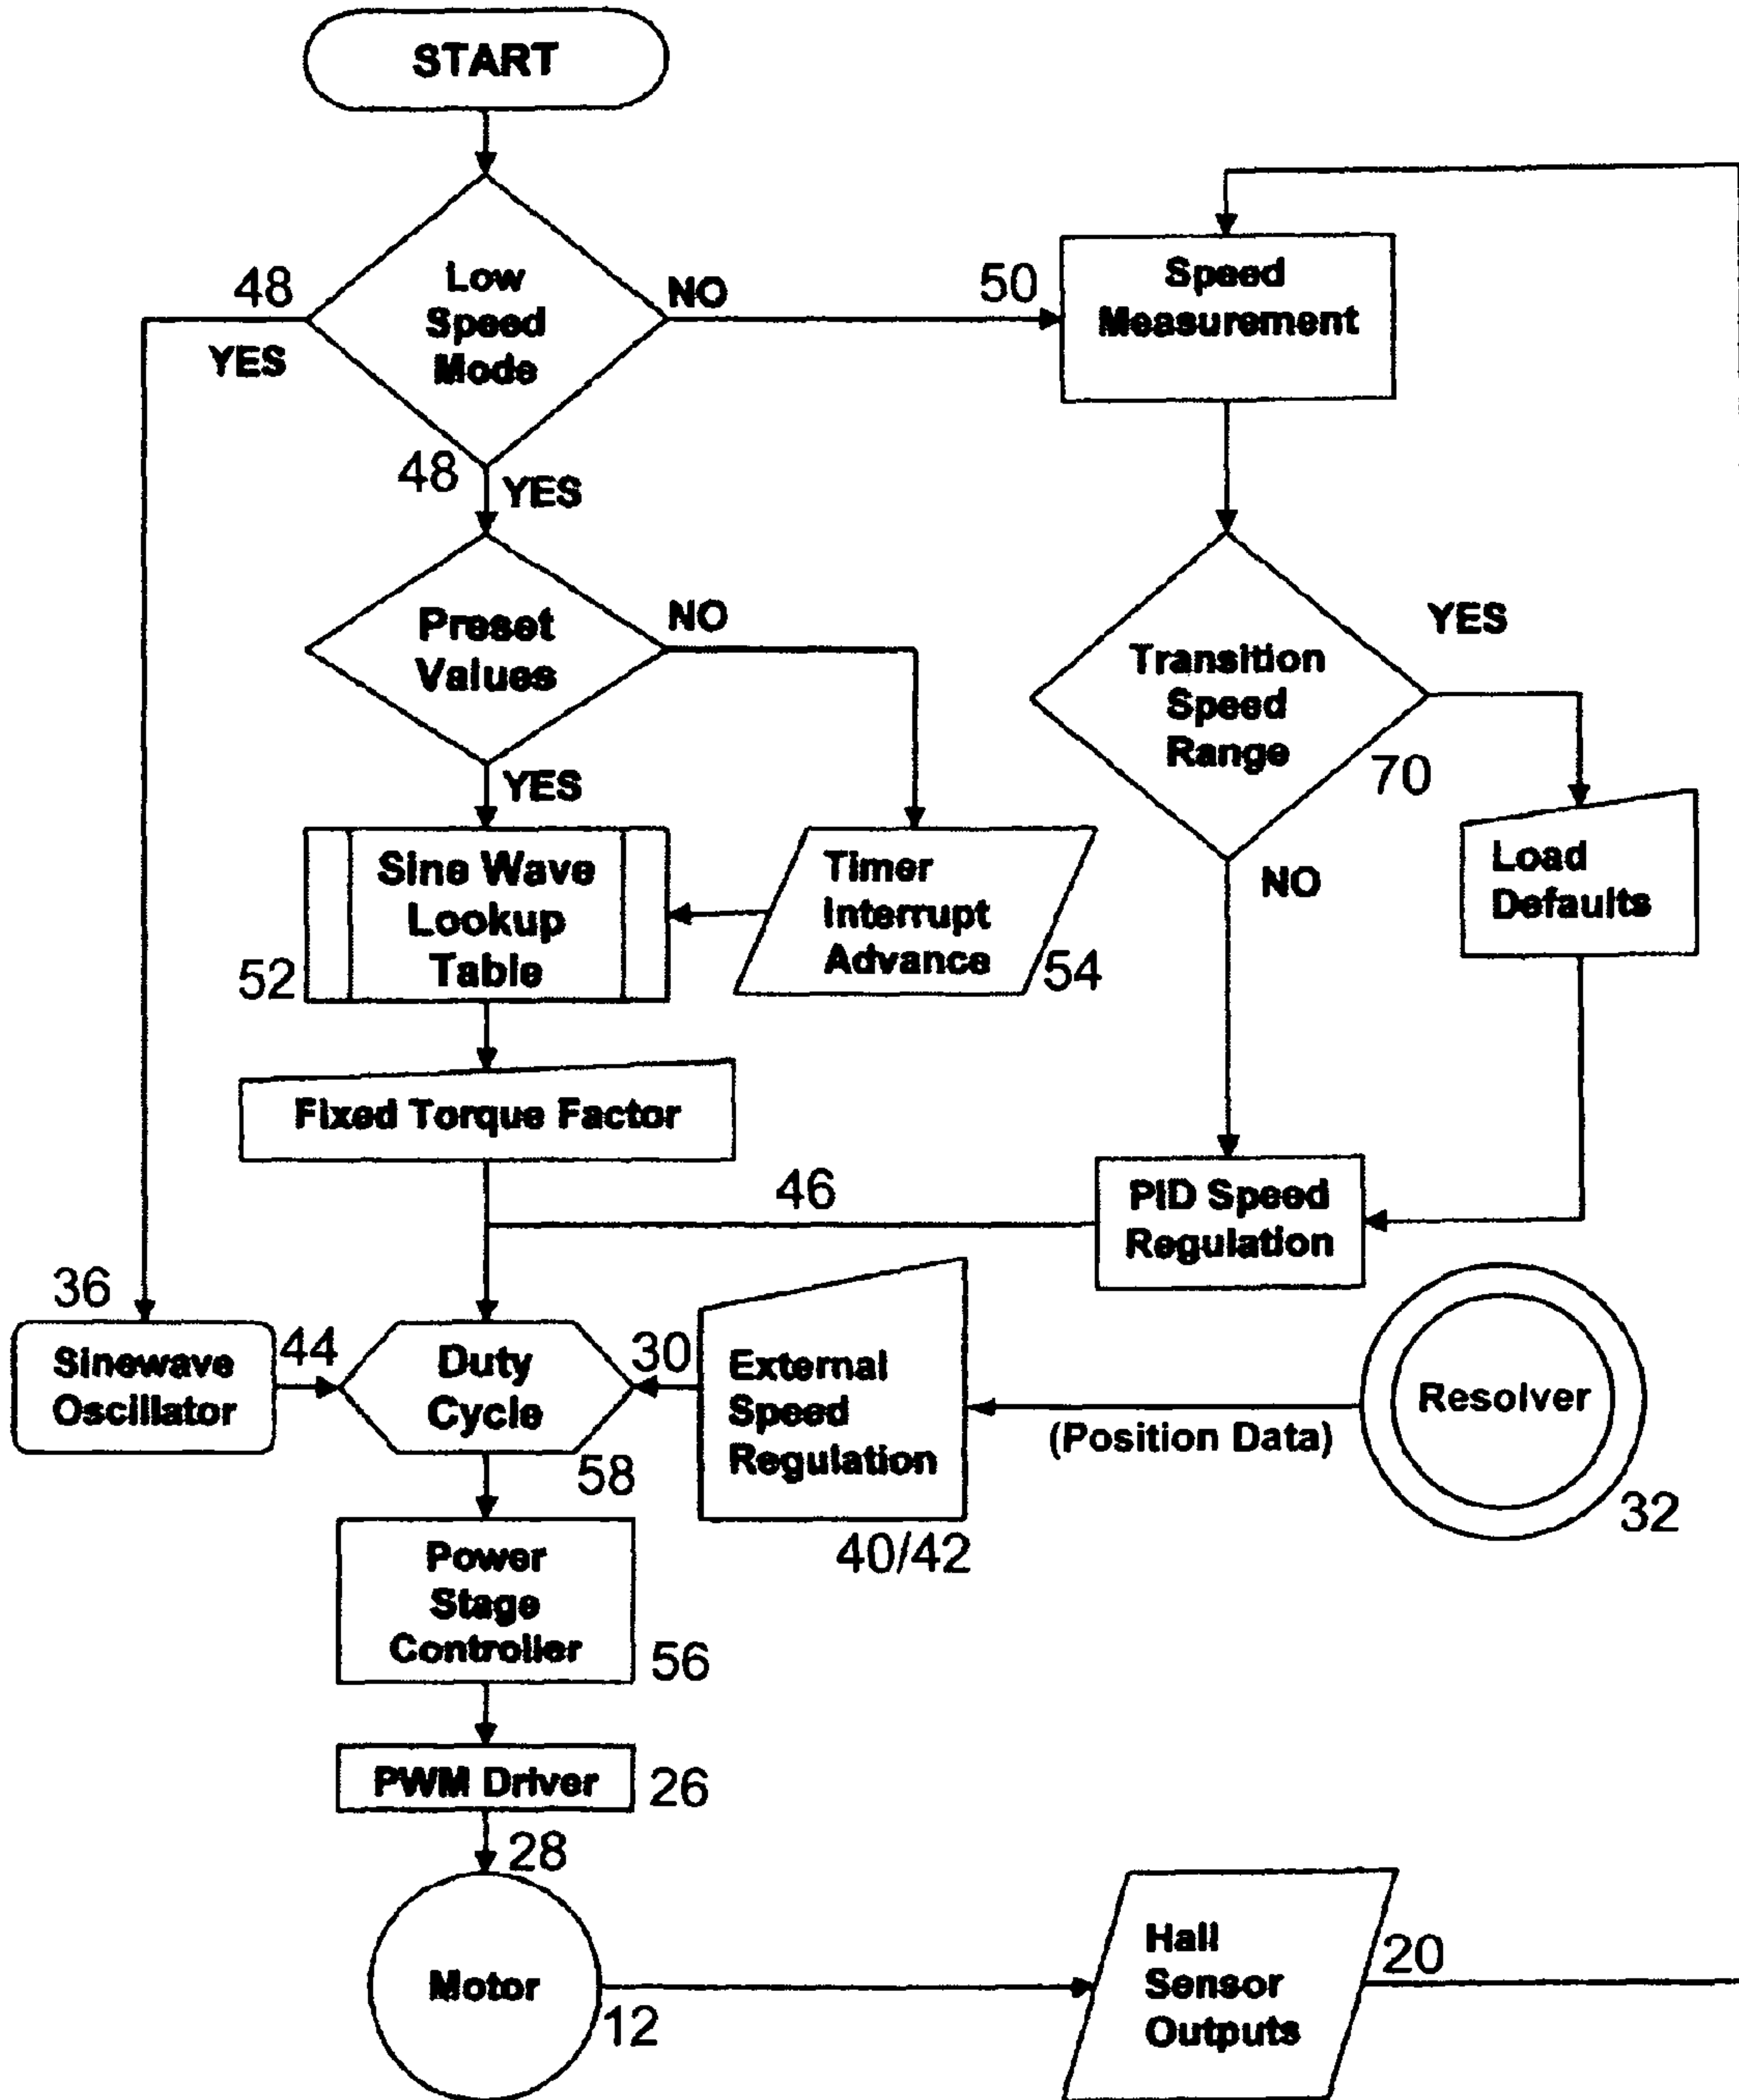 START
48
Low
Speed
Mode
NO
YES
48
YES
50
Speed
Measurement
Preset
Values
NO
YES
Transition
Speed
Range
YES
70
NO
Load
Defaults
Sine Wave
Lookup
Table
52
Timer
Interrupt
Advance
54
Fixed Torque Factor
46
PID Speed
Regulation
36
Sinewave
Oscillator
44
Duty
Cycle
58
30
External
Speed
Regulation
40/42
(Position Data)
Resolver
32
Power
Stage
Controller
56
PWM Driver
26
28
Motor
12
Hall
Sensor
Outputs
20